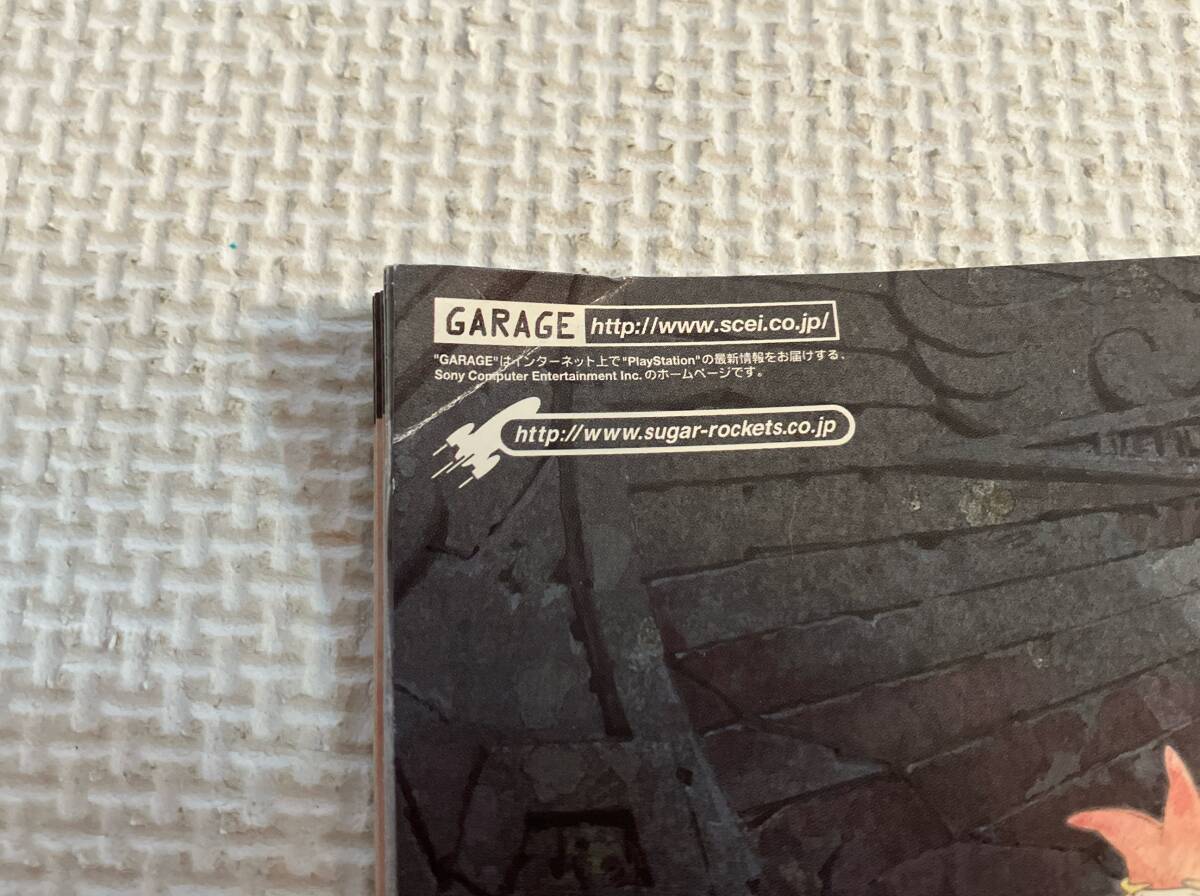 GARAGE http://www.scei.co.jp/
"GARAGE"はインターネット上で"PlayStation"の最新情報をお届けする、
Sony Computer Entertainment Inc.のホームページです。
http://www.sugar-rockets.co.jp